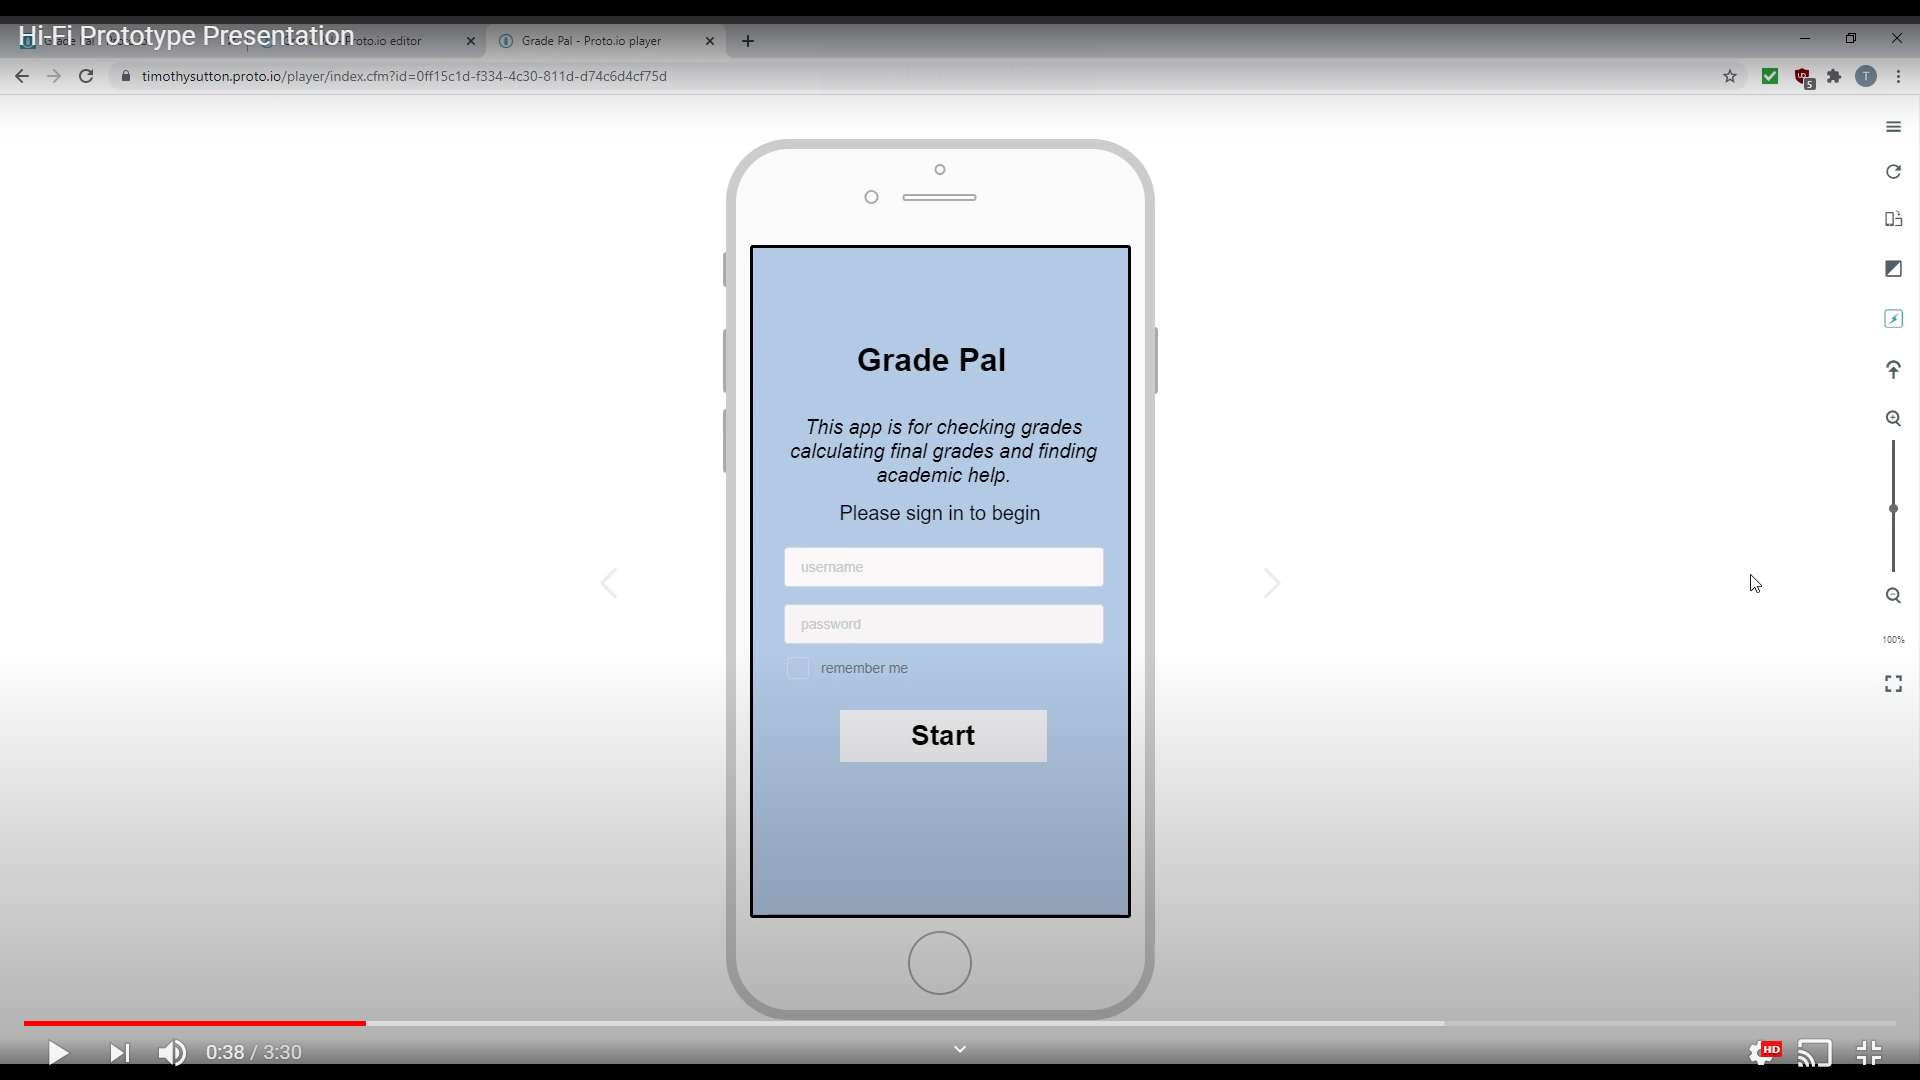 Hi-Fi Prototype Presentation
Proto.io editor
Grade Pal - Proto.io player
timothysutton.proto.io/player/index.cfm?id=0ff15c1d-f334-4c30-811d-d74c6d4cf75d
5
T
Grade Pal
This app is for checking grades
calculating final grades and finding
academic help.
Please sign in to begin
username
password
remember me
Start
100%
0:38 / 3:30
HD